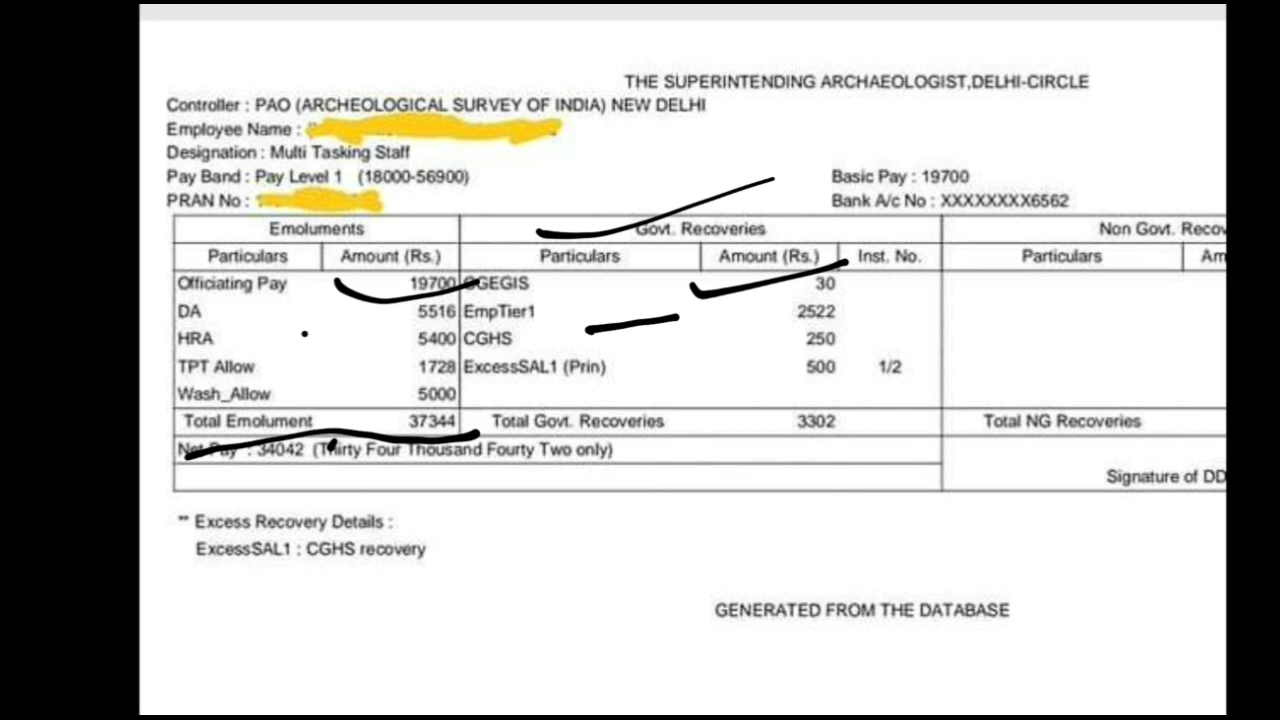 THE SUPERINTENDING ARCHAEOLOGIST,DELHI-CIRCLE
Controller : PAO (ARCHEOLOGICAL SURVEY OF INDIA) NEW DELHI
Employee Name :
Designation : Multi Tasking Staff
Pay Band : Pay Level 1 (18000-56900) Basic Pay : 19700
PRAN No : Bank A/c No : XXXXXXXX6562
Emoluments Govt. Recoveries Non Govt. Recov
Particulars Amount (Rs.) Particulars Amount (Rs.) Inst. No. Particulars Am
Officiating Pay 19700 CGEGIS 30
DA 5516 EmpTier1 2522
HRA 5400 CGHS 250
TPT Allow 1728 ExcessSAL1 (Prin) 500 1/2
Wash_Allow 5000
Total Emolument 37344 Total Govt. Recoveries 3302 Total NG Recoveries
Net Pay : 34042 (Thirty Four Thousand Fourty Two only)
Signature of DD
** Excess Recovery Details :
ExcessSAL1 : CGHS recovery
GENERATED FROM THE DATABASE